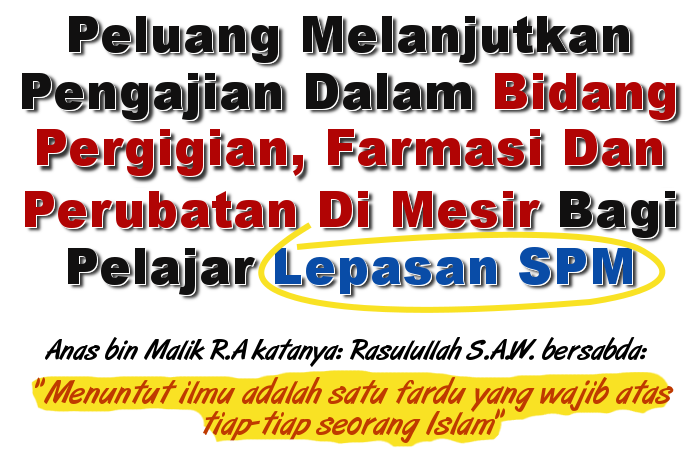 Peluang Melanjutkan
Pengajian Dalam Bidang
Pergigian, Farmasi Dan
Perubatan Di Mesir Bagi
Pelajar Lepasan SPM
Anas bin Malik R.A katanya: Rasulullah S.A.W. bersabda:
"Menuntut ilmu adalah satu fardu yang wajib atas
tiap-tiap seorang Islam"